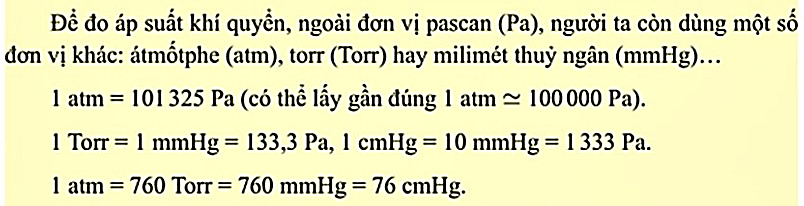 Để đo áp suất khí quyển, ngoài đơn vị pascan (Pa), người ta còn dùng một số
đơn vị khác: átmốtphe (atm), torr (Torr) hay milimét thuỷ ngân (mmHg)...
1 atm = 101 325 Pa (có thể lấy gần đúng 1 atm ≃ 100 000 Pa).
1 Torr = 1 mmHg = 133,3 Pa, 1 cmHg = 10 mmHg = 1 333 Pa.
1 atm = 760 Torr = 760 mmHg = 76 cmHg.